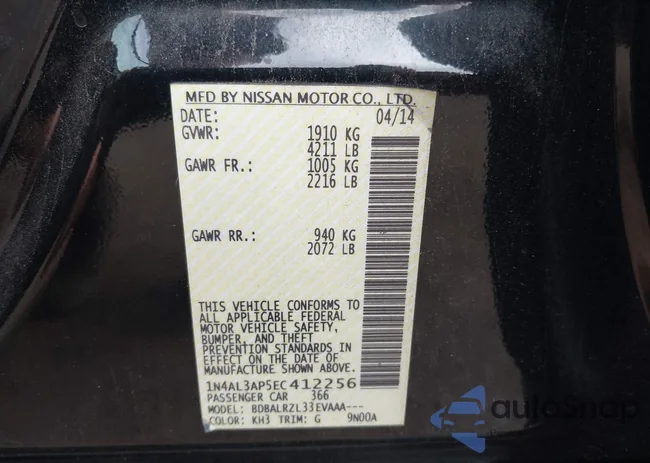 MFD BY NISSAN MOTOR CO., LTD.
DATE: 04/14
GVWR: 1910 KG
4211 LB
GAWR FR.: 1005 KG
2216 LB
GAWR RR.: 940 KG
2072 LB
THIS VEHICLE CONFORMS TO
ALL APPLICABLE FEDERAL
MOTOR VEHICLE SAFETY,
BUMPER, AND THEFT
PREVENTION STANDARDS IN
EFFECT ON THE DATE OF
MANUFACTURE SHOWN ABOVE.
1N4AL3AP5EC412256
PASSENGER CAR 366
MODEL: BDBALRZL33EVAAA---
COLOR: KH3 TRIM: G 9N00A
autoSnap